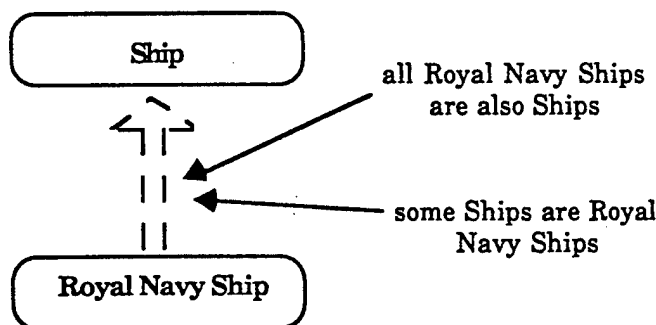 Ship
all Royal Navy Ships
are also Ships
some Ships are Royal
Navy Ships
Royal Navy Ship